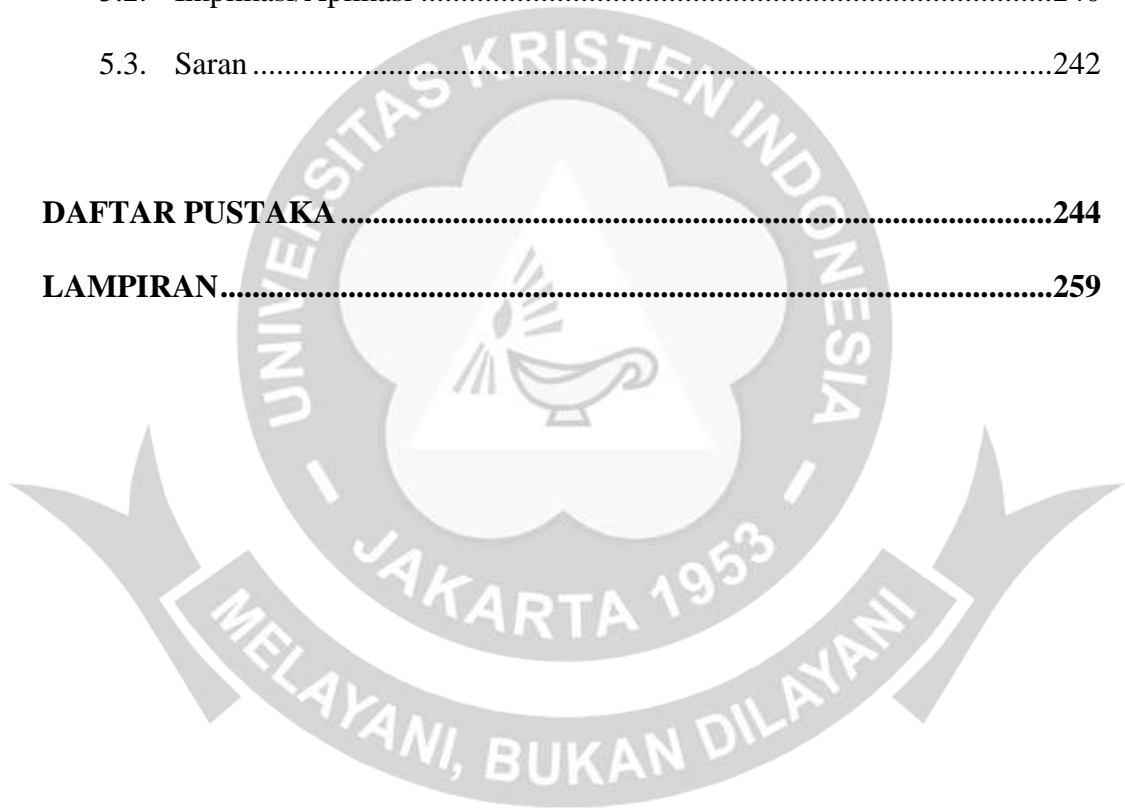 5.3. Saran ........................................................................242
DAFTAR PUSTAKA ........................................................................244
LAMPIRAN ........................................................................259
UNIVERSITAS KRISTEN INDONESIA
- JAKARTA 1953 -
MELAYANI, BUKAN DILAYANI